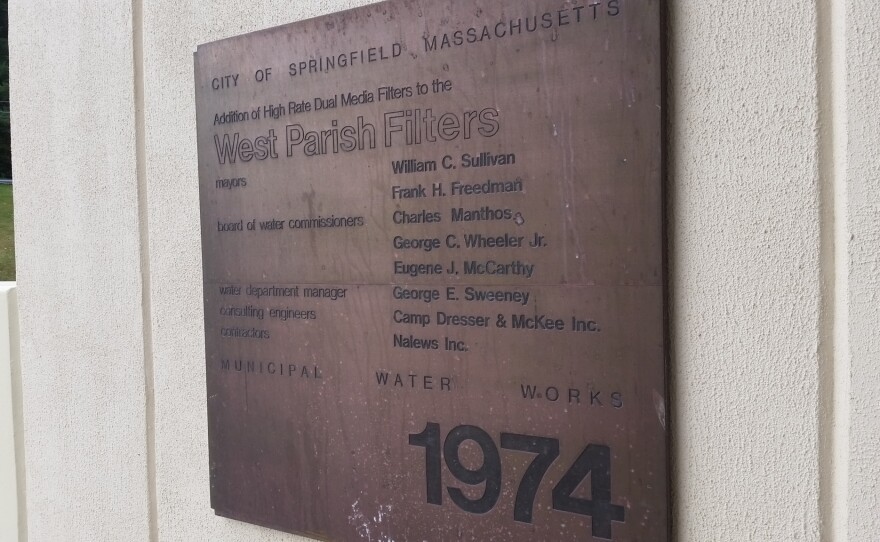 CITY OF SPRINGFIELD MASSACHUSETTS
Addition of High Rate Dual Media Filters to the
West Parish Filters
mayors William C. Sullivan
Frank H. Freedman
board of water commissioners Charles Manthos
George C. Wheeler Jr.
Eugene J. McCarthy
water department manager George E. Sweeney
consulting engineers Camp Dresser & McKee Inc.
contractors Nalews Inc.
MUNICIPAL WATER WORKS
1974